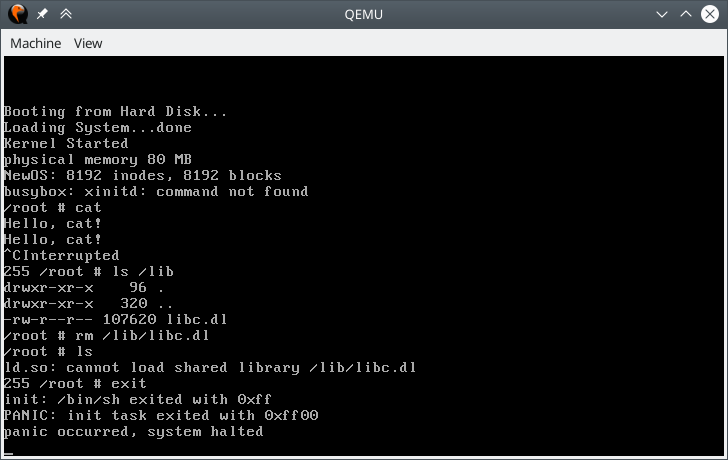 QEMU
Machine View
Booting from Hard Disk...
Loading System...done
Kernel Started
physical memory 80 MB
NewOS: 8192 inodes, 8192 blocks
busybox: xinitd: command not found
/root # cat
Hello, cat!
Hello, cat!
^CInterrupted
255 /root # ls /lib
drwxr-xr-x    96 .
drwxr-xr-x   320 ..
-rw-r--r-- 107620 libc.dl
/root # rm /lib/libc.dl
/root # ls
ld.so: cannot load shared library /lib/libc.dl
255 /root # exit
init: /bin/sh exited with 0xff
PANIC: init task exited with 0xff00
panic occurred, system halted